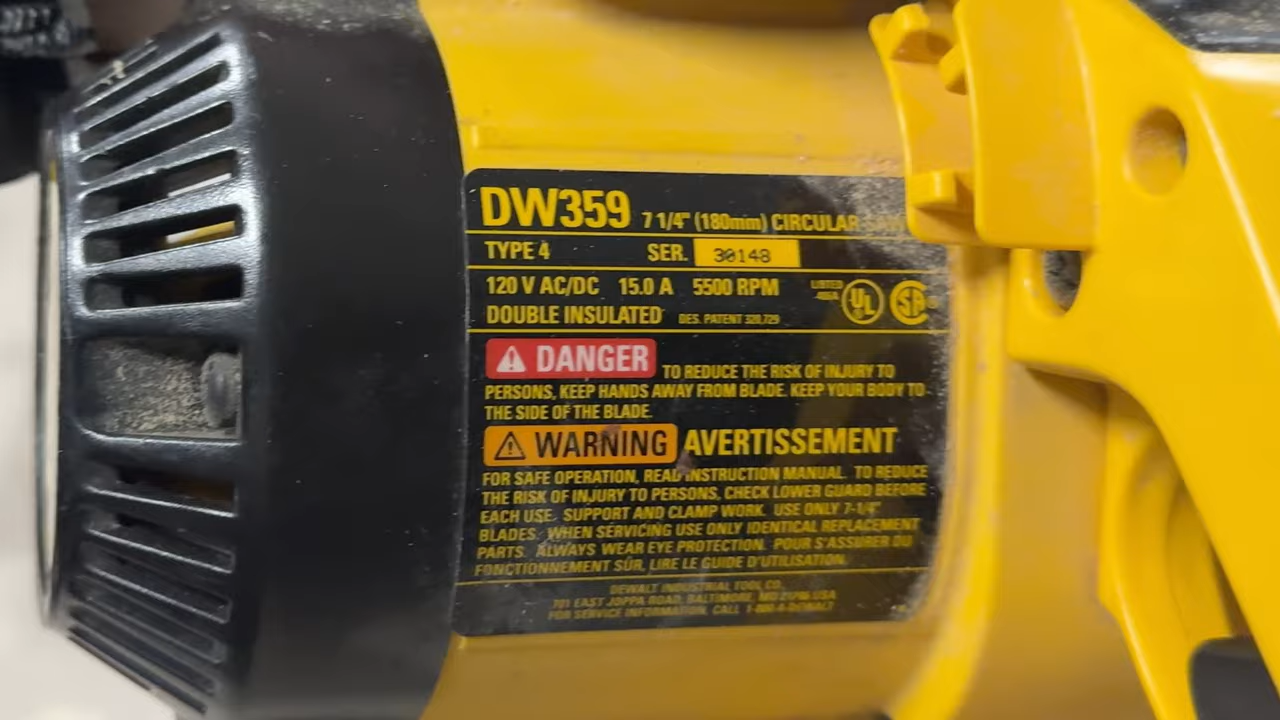 DW359 7 1/4" (180mm) CIRCULAR SAW
TYPE 4 SER. 30148
120 V AC/DC 15.0 A 5500 RPM LISTED UL SA
DOUBLE INSULATED DES. PATENT
DANGER TO REDUCE THE RISK OF INJURY TO
PERSONS, KEEP HANDS AWAY FROM BLADE. KEEP YOUR BODY TO
THE SIDE OF THE BLADE.
WARNING AVERTISSEMENT
FOR SAFE OPERATION, READ INSTRUCTION MANUAL. TO REDUCE
THE RISK OF INJURY TO PERSONS, CHECK LOWER GUARD BEFORE
EACH USE. SUPPORT AND CLAMP WORK. USE ONLY 7-1/4"
BLADES. WHEN SERVICING USE ONLY IDENTICAL REPLACEMENT
PARTS. ALWAYS WEAR EYE PROTECTION. POUR S'ASSURER DU
FONCTIONNEMENT SÛR, LIRE LE GUIDE D'UTILISATION.
DEWALT INDUSTRIAL TOOL CO.
701 EAST JOPPA ROAD, BALTIMORE, MD 21286 USA
FOR SERVICE INFORMATION, CALL 1-800-4-DEWALT